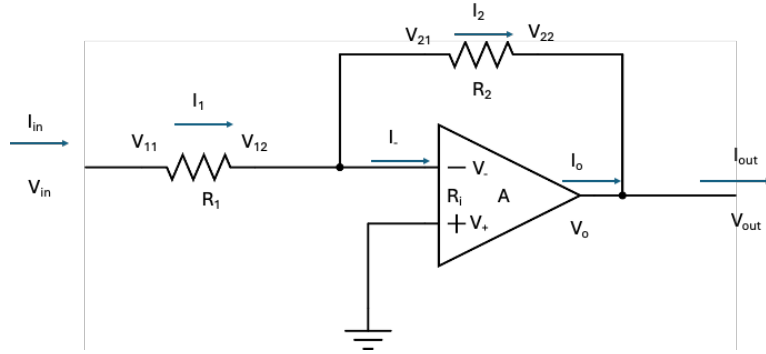 I₂
V₂₁
V₂₂
R₂
I₁
Iᵢₙ
V₁₁
V₁₂
I₋
Vᵢₙ
R₁
− V₋
Rᵢ
A
+ V₊
Iₒ
Vₒ
Iₒᵤₜ
Vₒᵤₜ